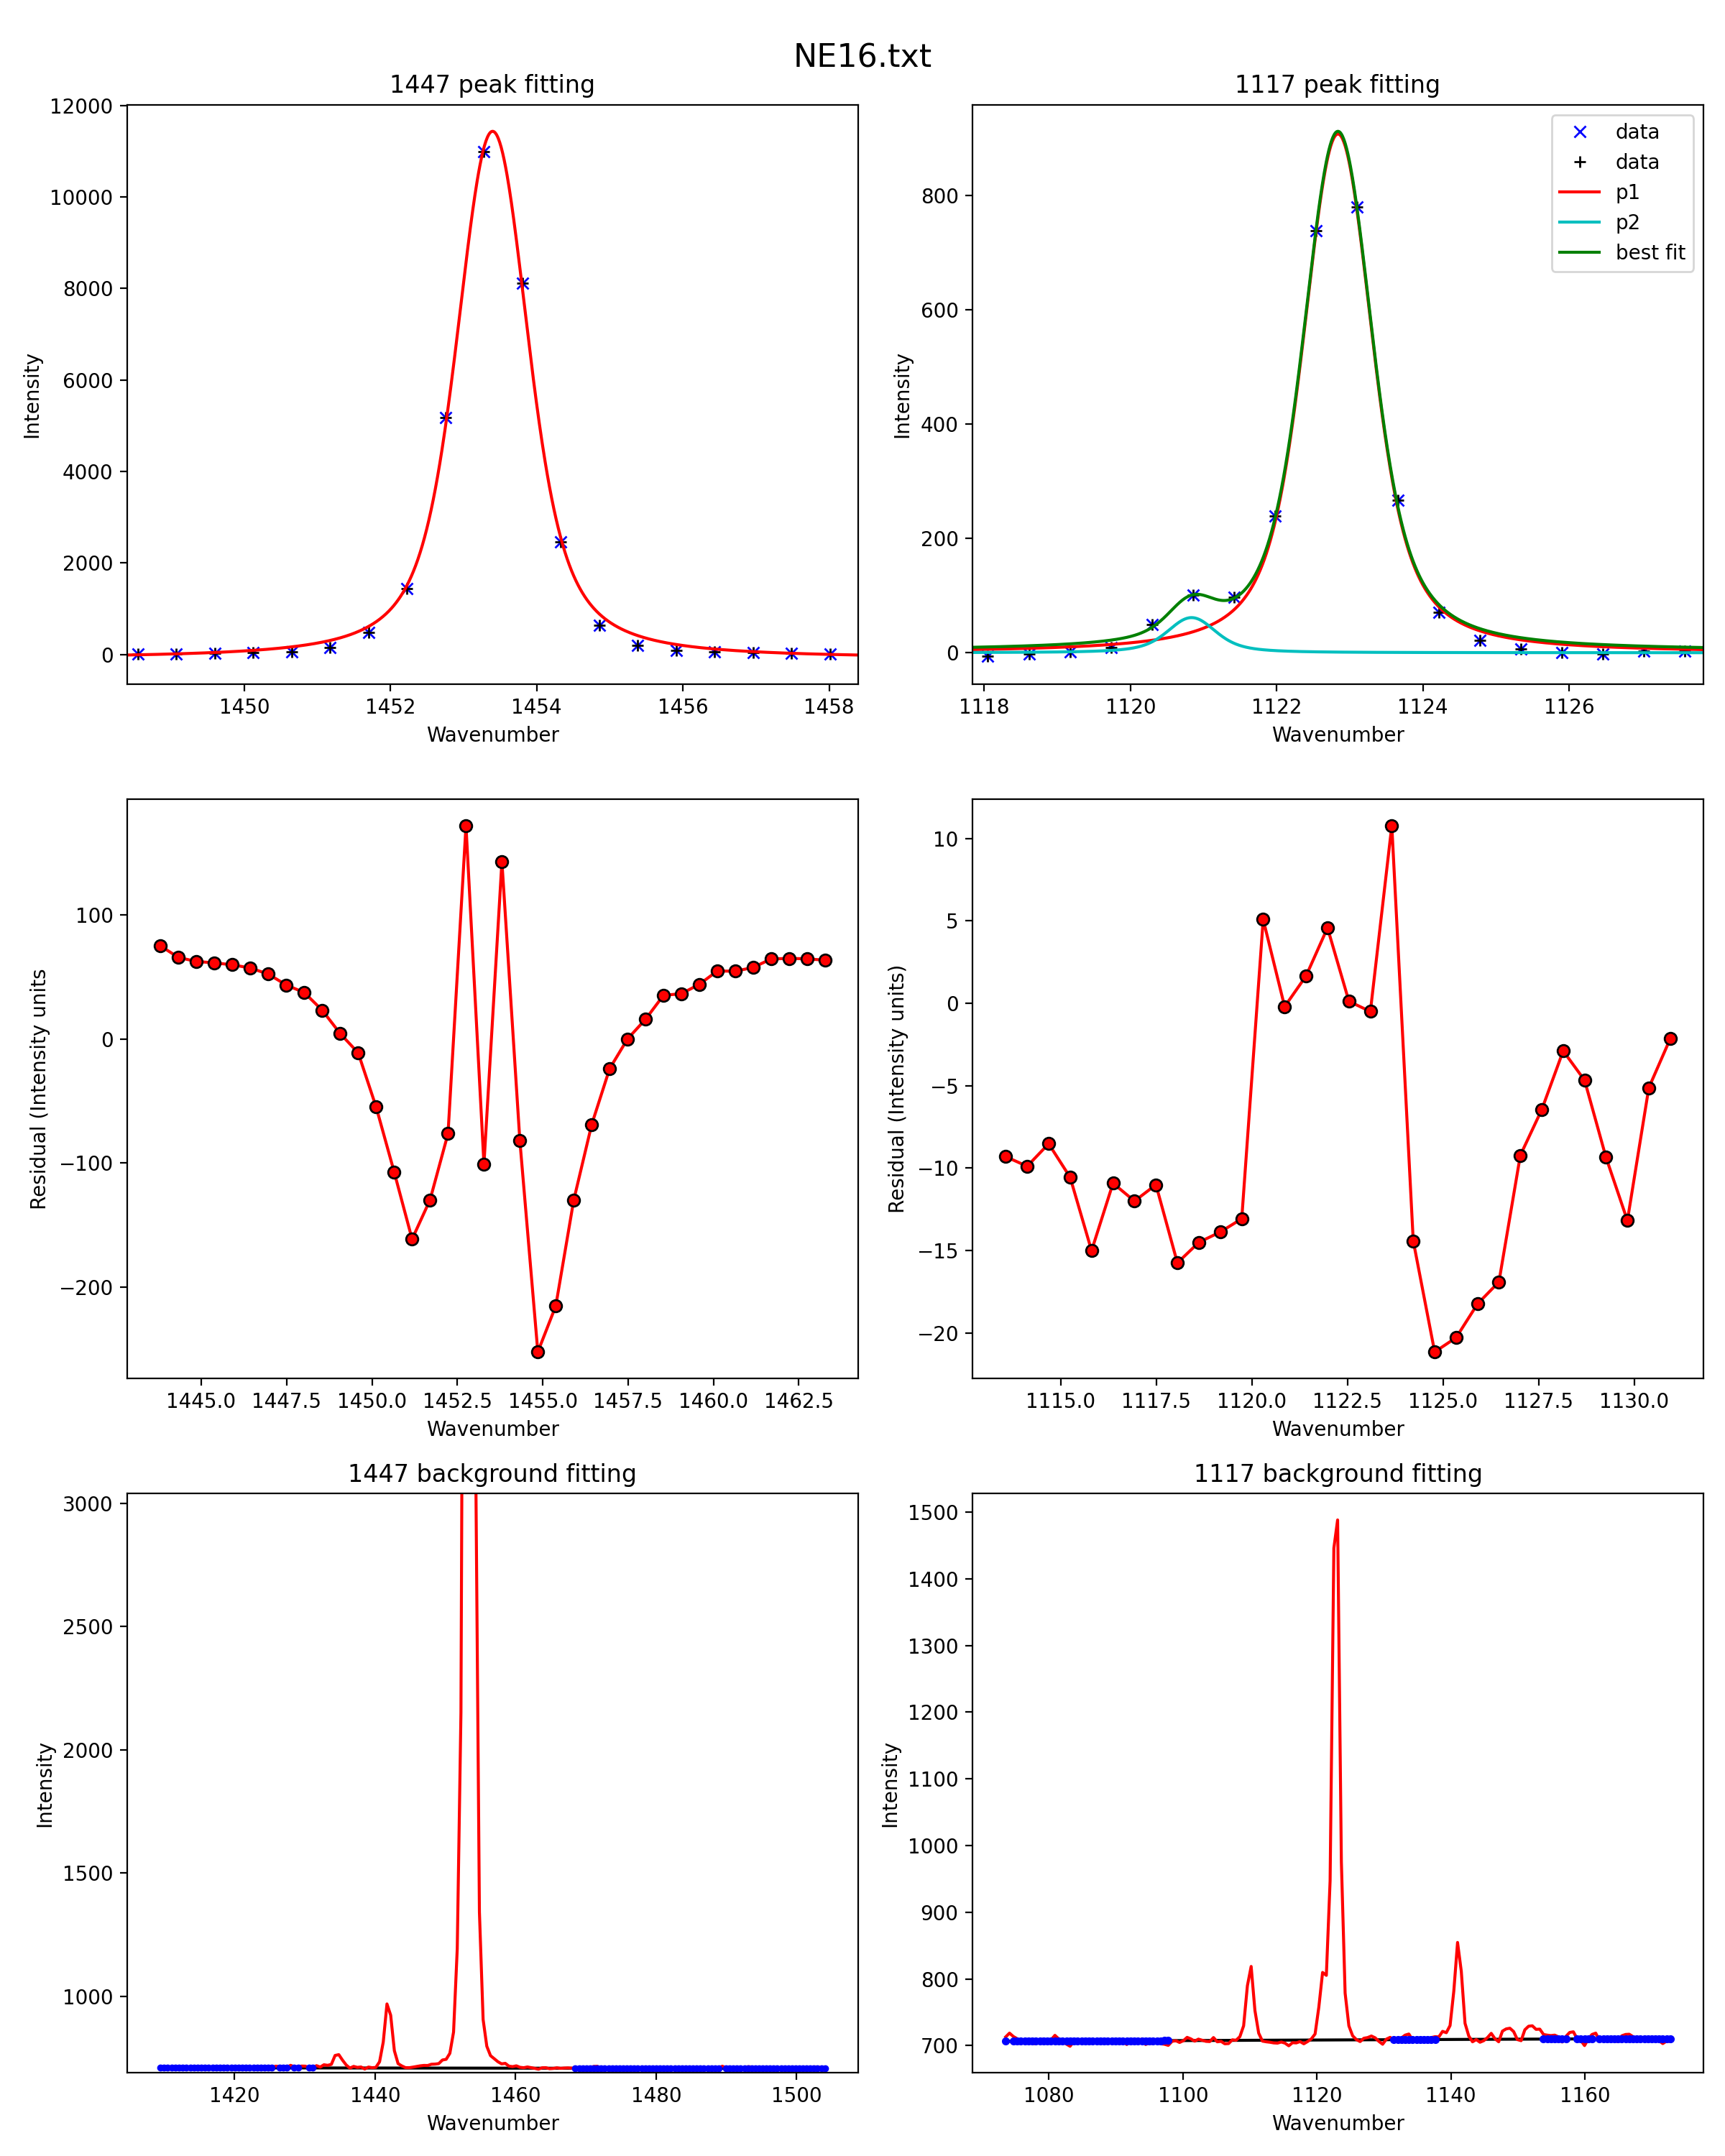 NE16.txt
1447 peak fitting
12000
10000
8000
6000
4000
2000
0
Intensity
1450 1452 1454 1456 1458
Wavenumber
1117 peak fitting
800
600
400
200
0
Intensity
data
data
p1
p2
best fit
1118 1120 1122 1124 1126
Wavenumber
100
0
−100
−200
Residual (Intensity units
1445.0 1447.5 1450.0 1452.5 1455.0 1457.5 1460.0 1462.5
Wavenumber
10
5
0
−5
−10
−15
−20
Residual (Intensity units)
1115.0 1117.5 1120.0 1122.5 1125.0 1127.5 1130.0
Wavenumber
1447 background fitting
3000
2500
2000
1500
1000
Intensity
1420 1440 1460 1480 1500
Wavenumber
1117 background fitting
1500
1400
1300
1200
1100
1000
900
800
700
Intensity
1080 1100 1120 1140 1160
Wavenumber